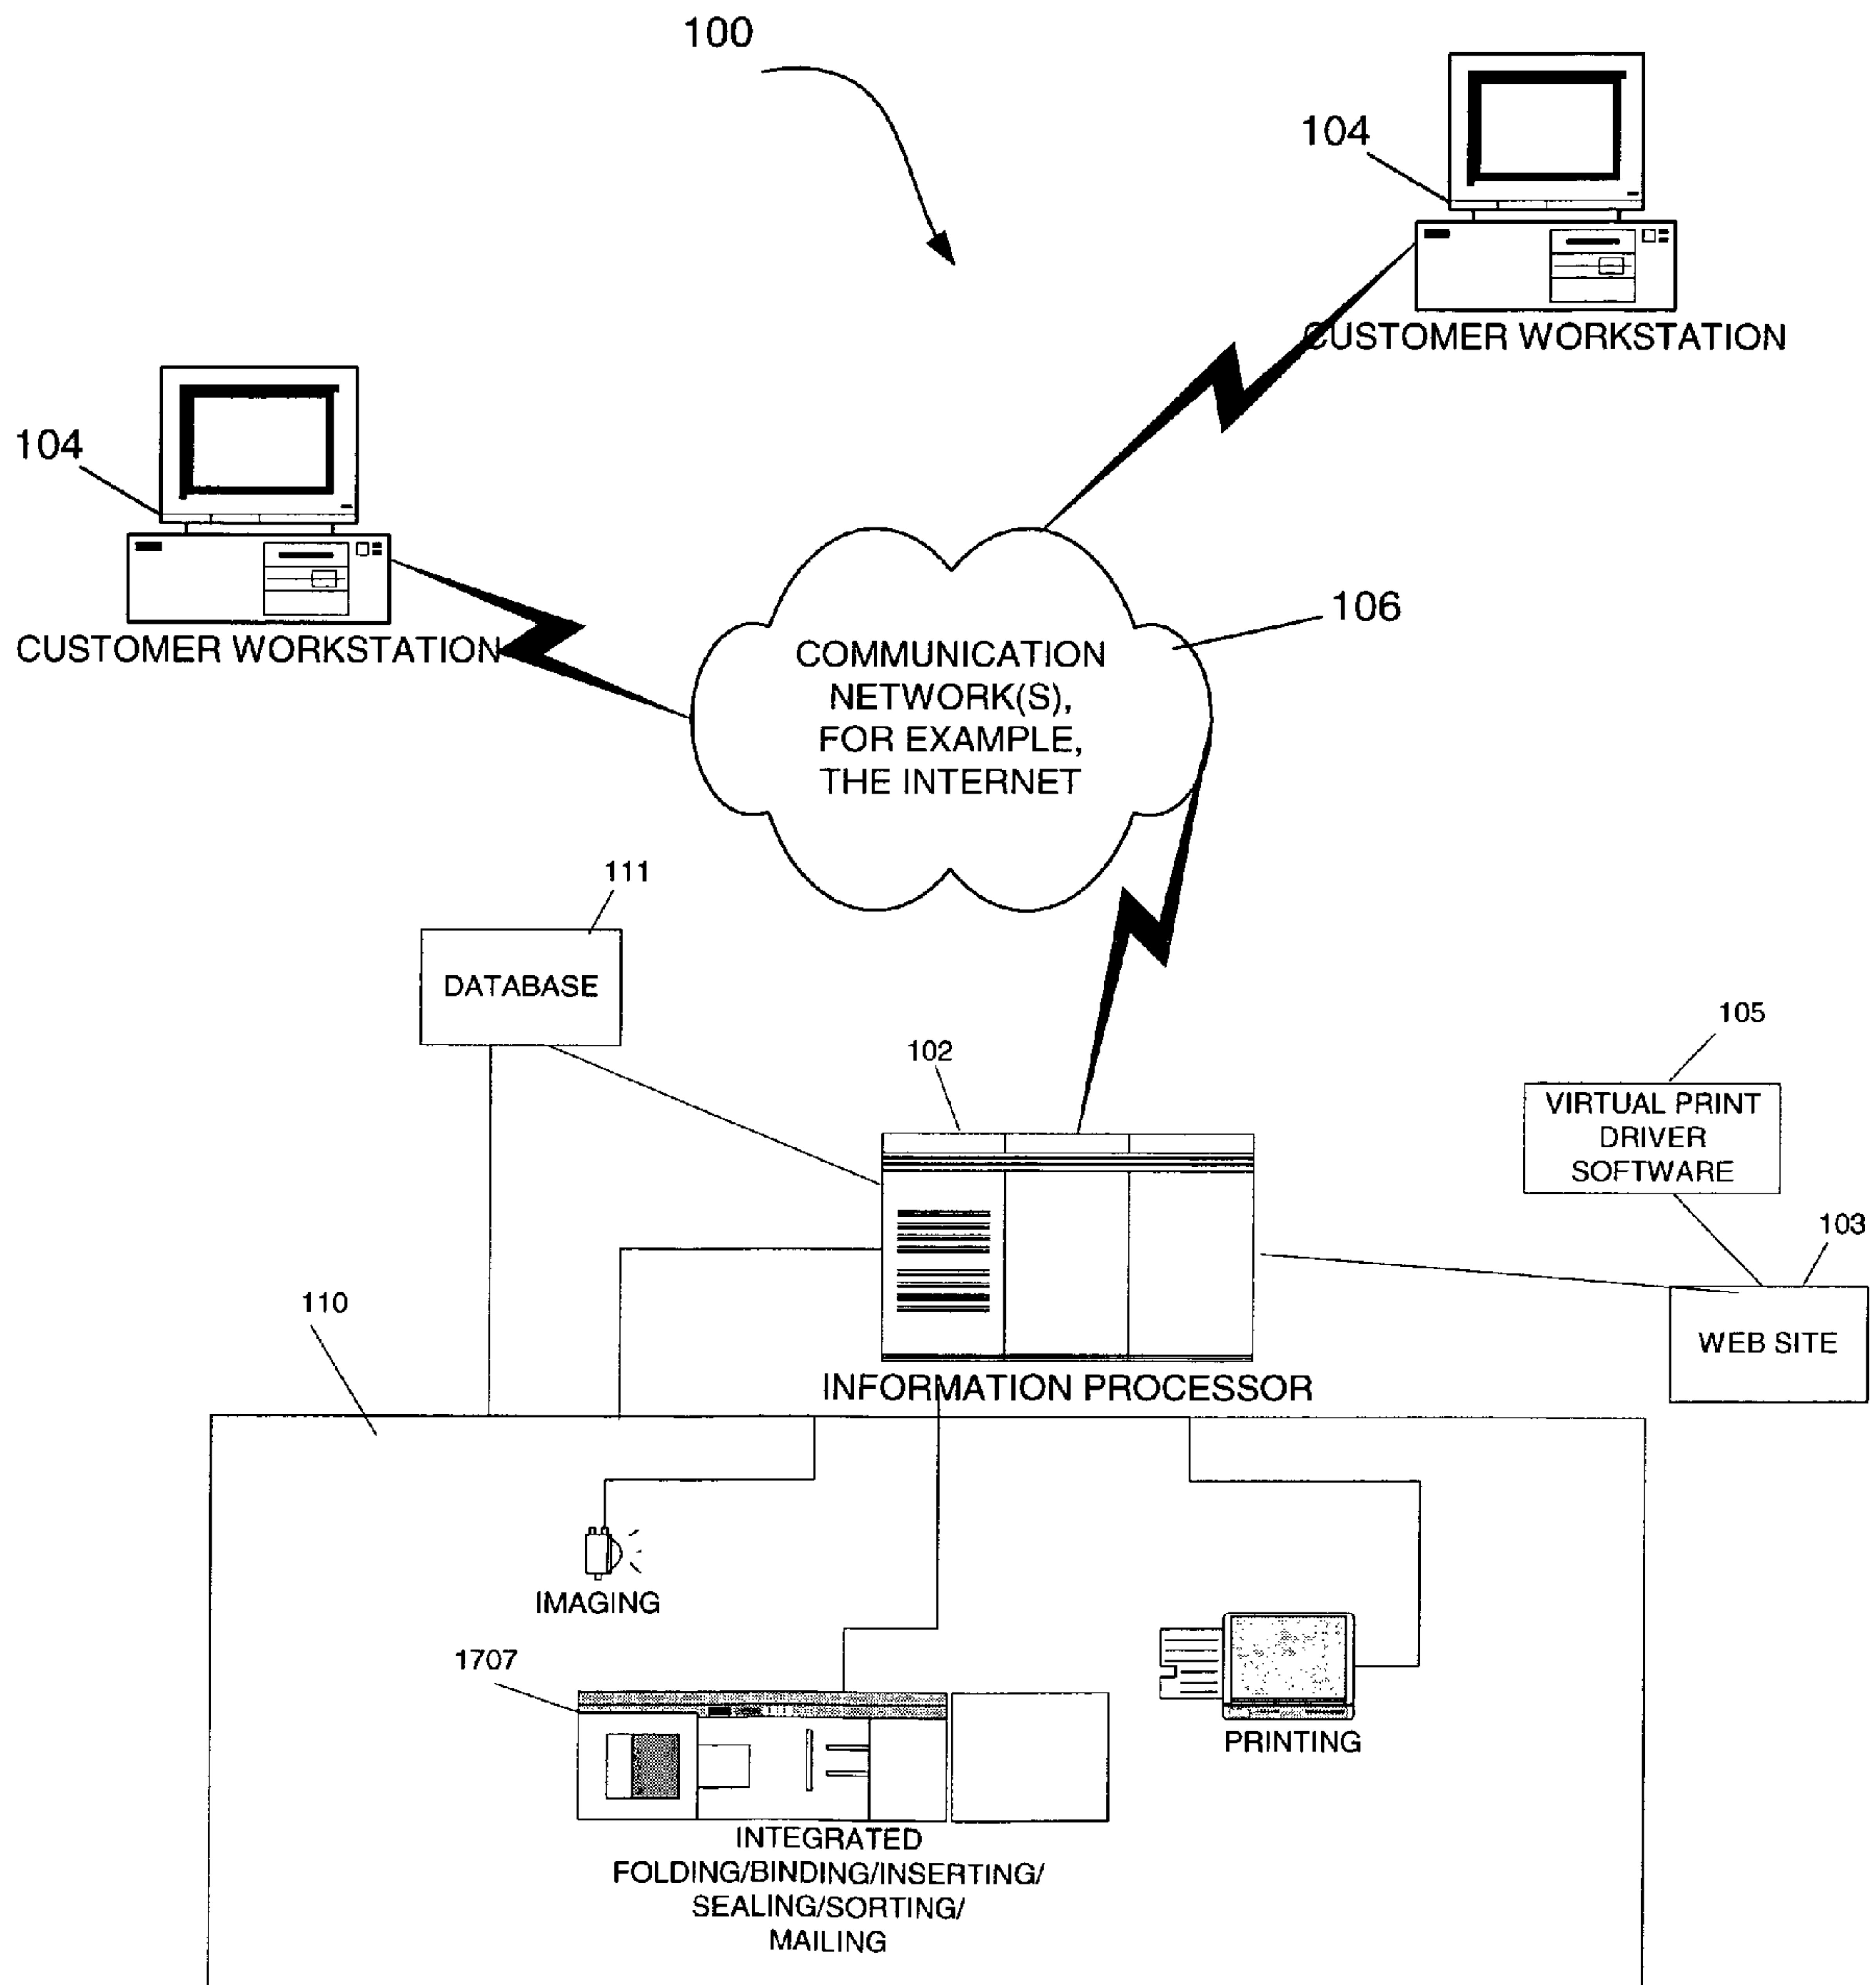 100
104
CUSTOMER WORKSTATION
104
CUSTOMER WORKSTATION
106
COMMUNICATION
NETWORK(S),
FOR EXAMPLE,
THE INTERNET
111
DATABASE
102
105
VIRTUAL PRINT
DRIVER
SOFTWARE
103
WEB SITE
INFORMATION PROCESSOR
110
IMAGING
1707
PRINTING
INTEGRATED
FOLDING/BINDING/INSERTING/
SEALING/SORTING/
MAILING